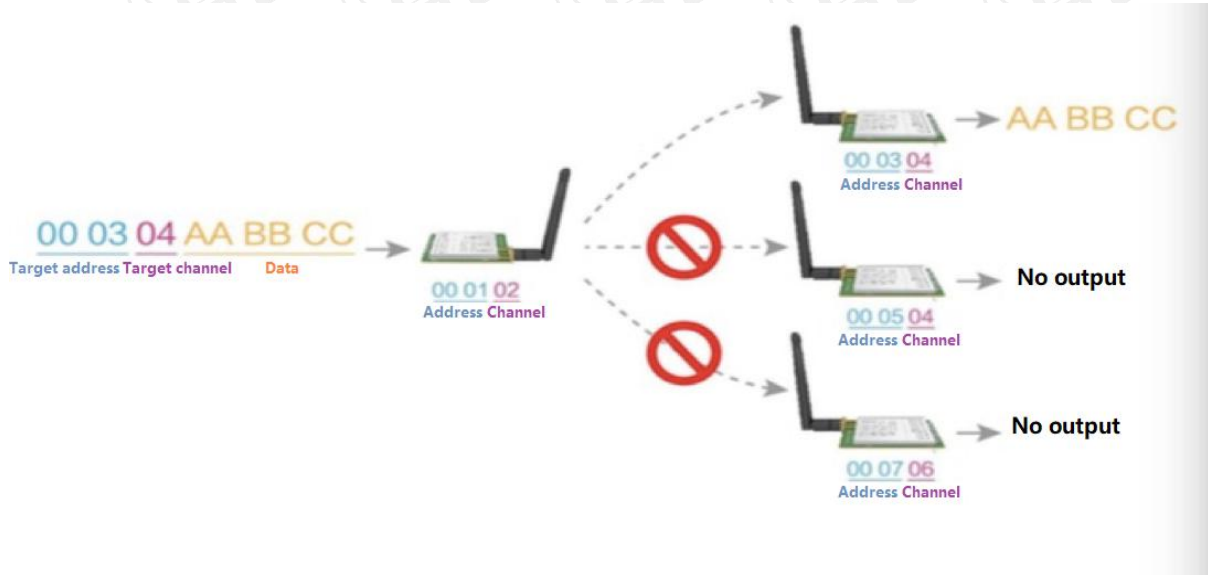 AA BB CC
00 03 04
Address Channel
00 03 04 AA BB CC
Target address Target channel Data
00 01 02
Address Channel
No output
00 05 04
Address Channel
No output
00 07 06
Address Channel